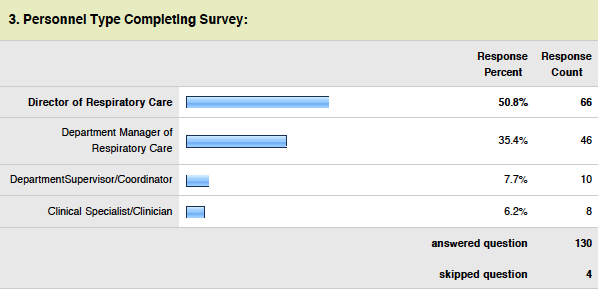 3. Personnel Type Completing Survey:
Response Response
Percent Count
Director of Respiratory Care 50.8% 66
Department Manager of
Respiratory Care 35.4% 46
DepartmentSupervisor/Coordinator 7.7% 10
Clinical Specialist/Clinician 6.2% 8
answered question 130
skipped question 4